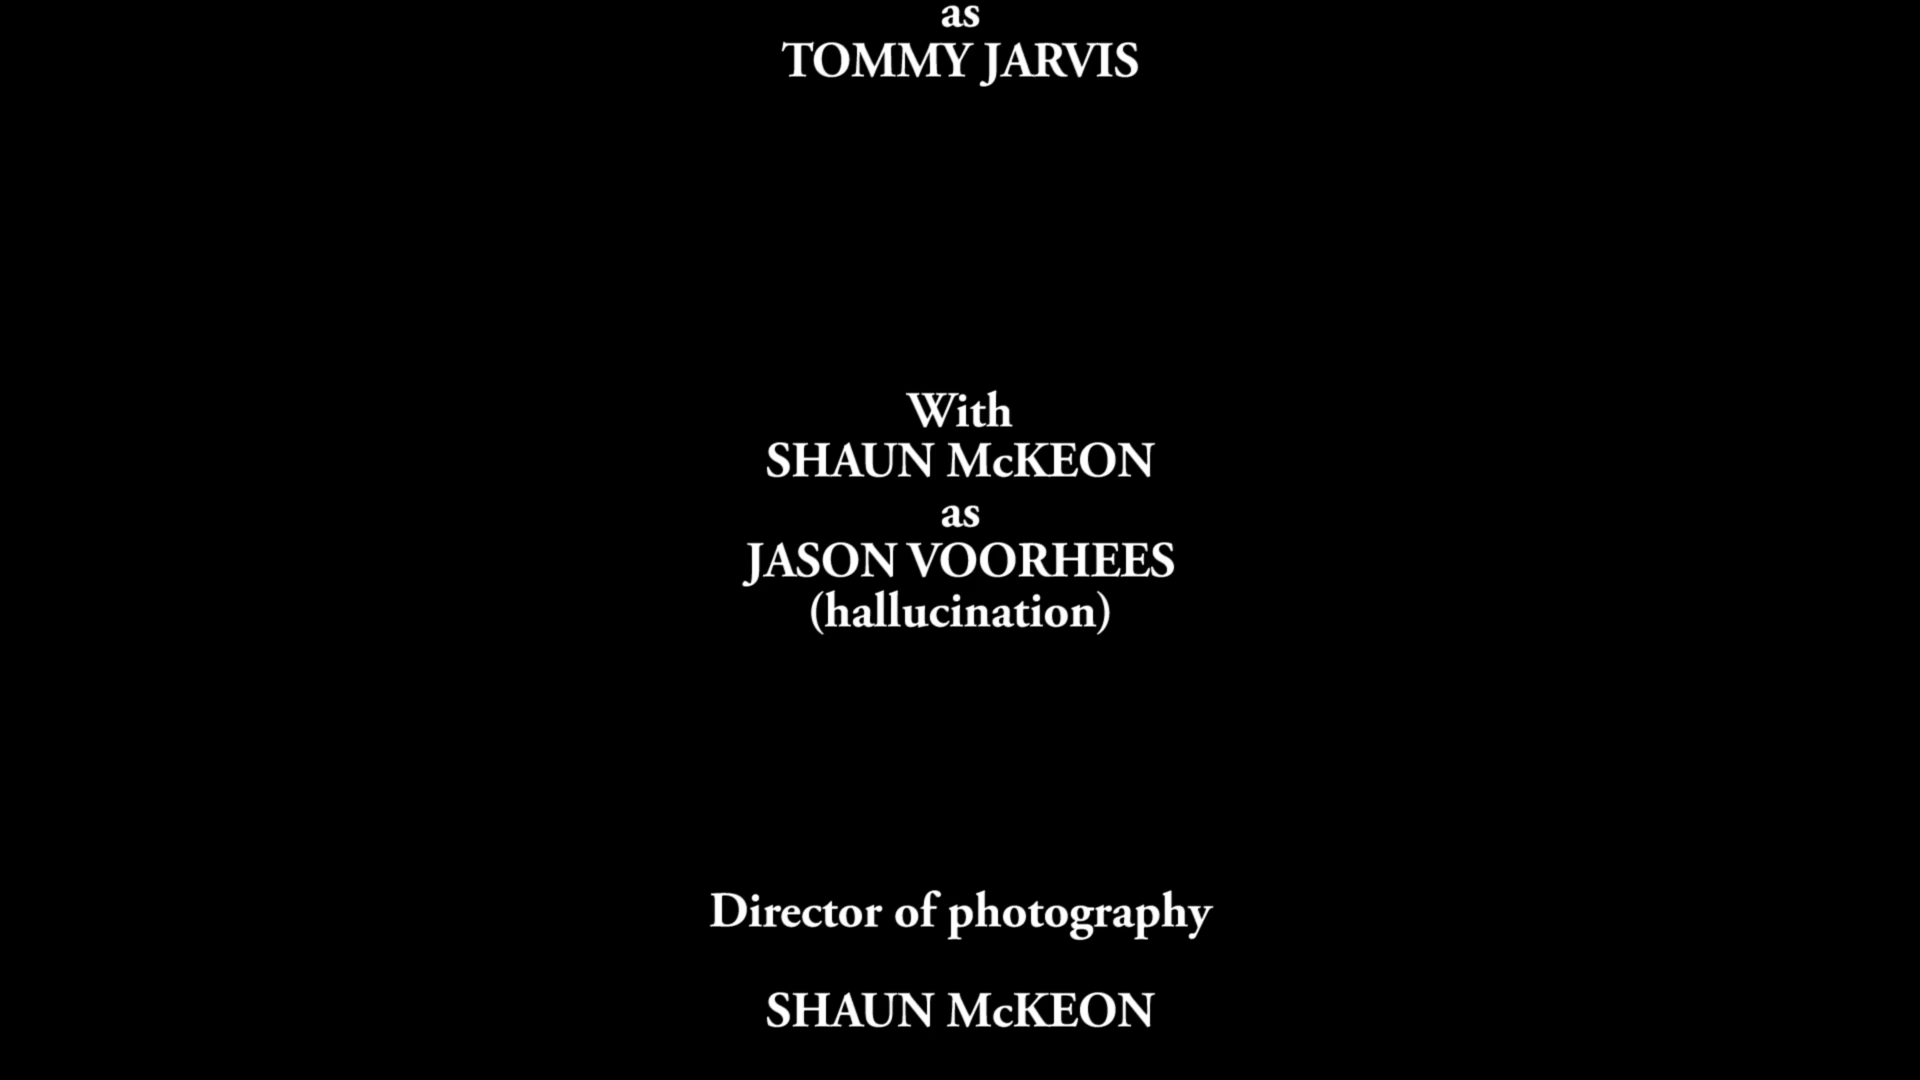 as
TOMMY JARVIS
With
SHAUN McKEON
as
JASON VOORHEES
(hallucination)
Director of photography
SHAUN McKEON